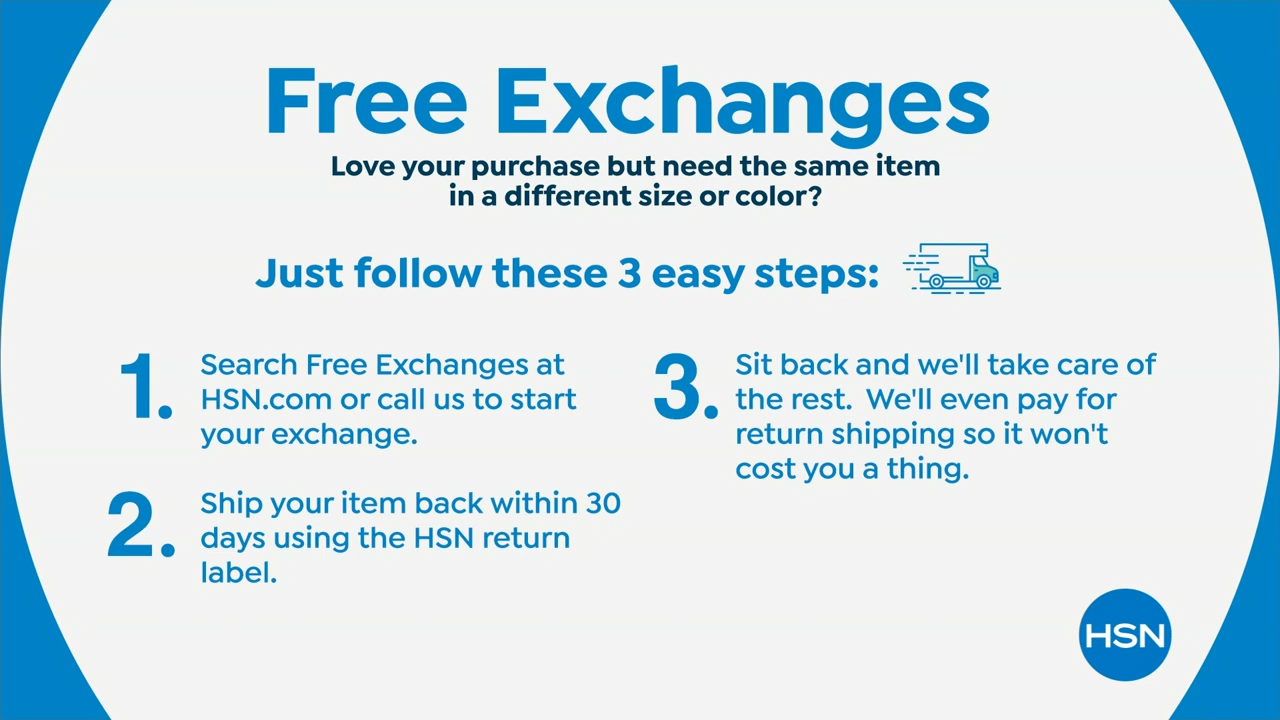 Free Exchanges
Love your purchase but need the same item
in a different size or color?
Just follow these 3 easy steps:
1. Search Free Exchanges at
HSN.com or call us to start
your exchange.
2. Ship your item back within 30
days using the HSN return
label.
3. Sit back and we'll take care of
the rest.  We'll even pay for
return shipping so it won't
cost you a thing.
HSN